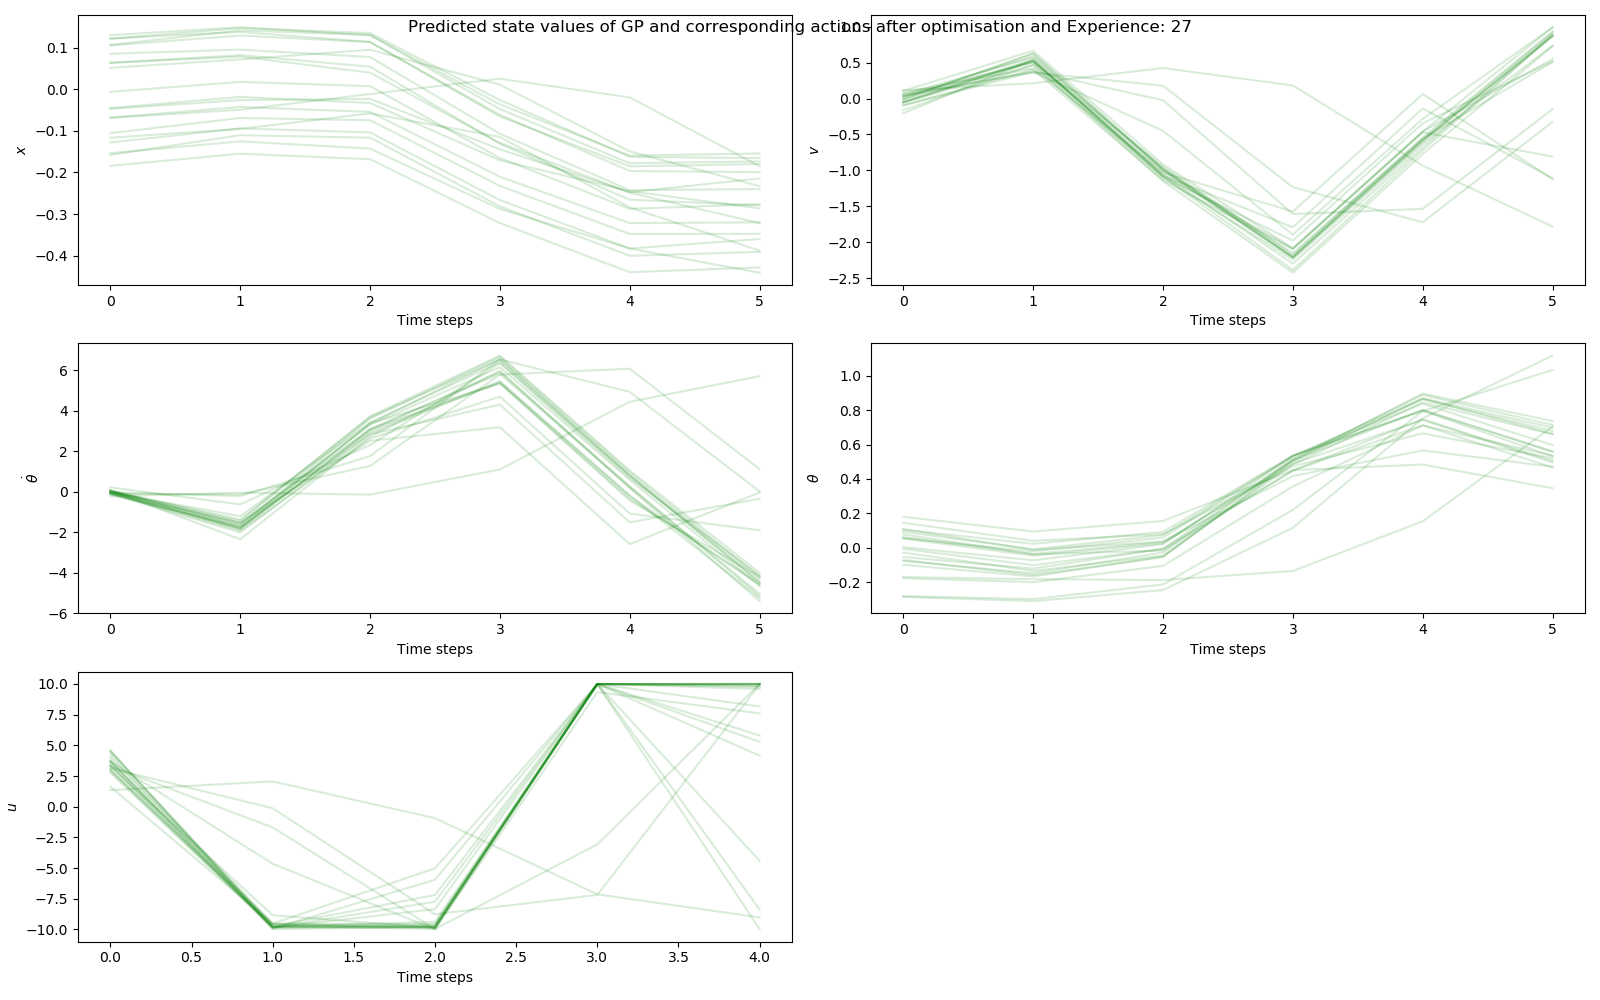 Predicted state values of GP and corresponding actions after optimisation and Experience: 27
0.1
0.0
−0.1
−0.2
−0.3
−0.4
x
0 1 2 3 4 5
Time steps
1.0
0.5
0.0
−0.5
−1.0
−1.5
−2.0
−2.5
v
0 1 2 3 4 5
Time steps
6
4
2
0
−2
−4
−6
θ̇
0 1 2 3 4 5
Time steps
1.0
0.8
0.6
0.4
0.2
0.0
−0.2
θ
0 1 2 3 4 5
Time steps
10.0
7.5
5.0
2.5
0.0
−2.5
−5.0
−7.5
−10.0
u
0.0 0.5 1.0 1.5 2.0 2.5 3.0 3.5 4.0
Time steps